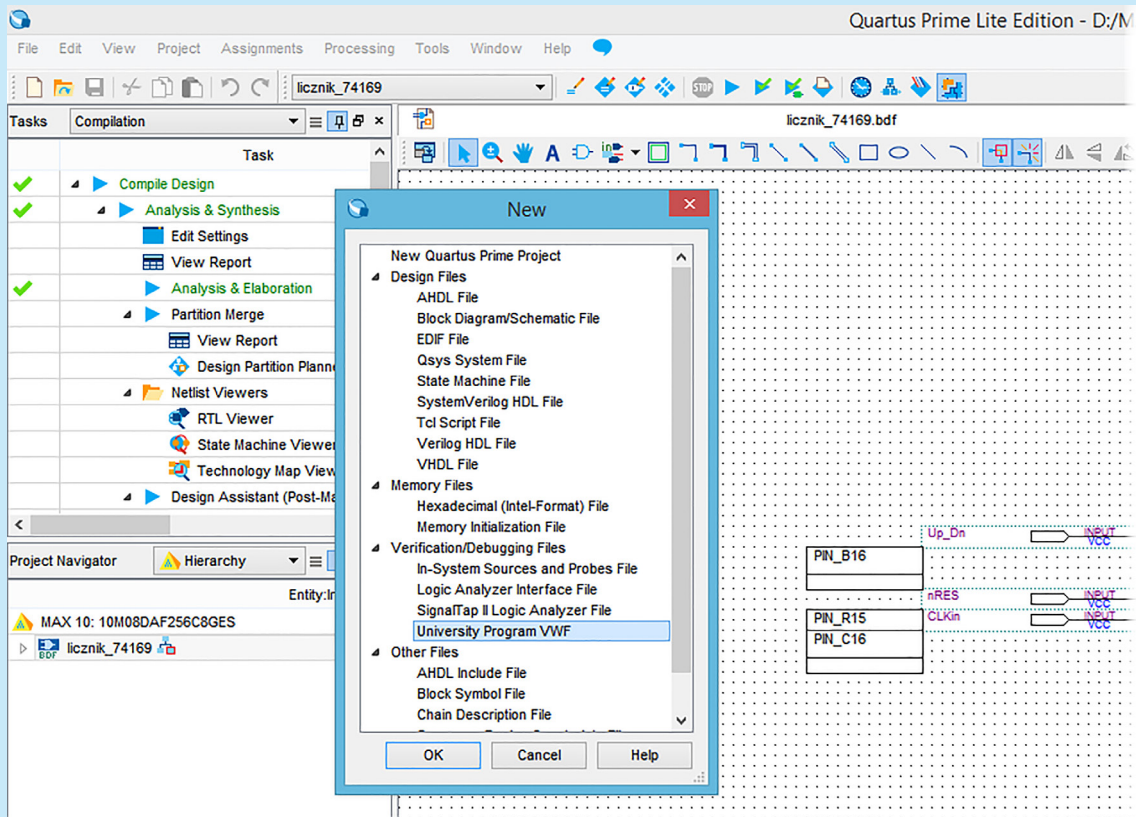 Quartus Prime Lite Edition - D:/M
File Edit View Project Assignments Processing Tools Window Help
licznik_74169
STOP
Tasks Compilation
licznik_74169.bdf
Task
Compile Design
Analysis & Synthesis
Edit Settings
View Report
Analysis & Elaboration
Partition Merge
View Report
Design Partition Planne
Netlist Viewers
RTL Viewer
State Machine Viewer
Technology Map View
Design Assistant (Post-Ma
Project Navigator Hierarchy
Entity:In
MAX 10: 10M08DAF256C8GES
BDF licznik_74169
New
New Quartus Prime Project
Design Files
AHDL File
Block Diagram/Schematic File
EDIF File
Qsys System File
State Machine File
SystemVerilog HDL File
Tcl Script File
Verilog HDL File
VHDL File
Memory Files
Hexadecimal (Intel-Format) File
Memory Initialization File
Verification/Debugging Files
In-System Sources and Probes File
Logic Analyzer Interface File
SignalTap II Logic Analyzer File
University Program VWF
Other Files
AHDL Include File
Block Symbol File
Chain Description File
OK Cancel Help
Up_Dn INPUT
VCC
PIN_B16
nRES INPUT
VCC
PIN_R15 CLKin INPUT
VCC
PIN_C16